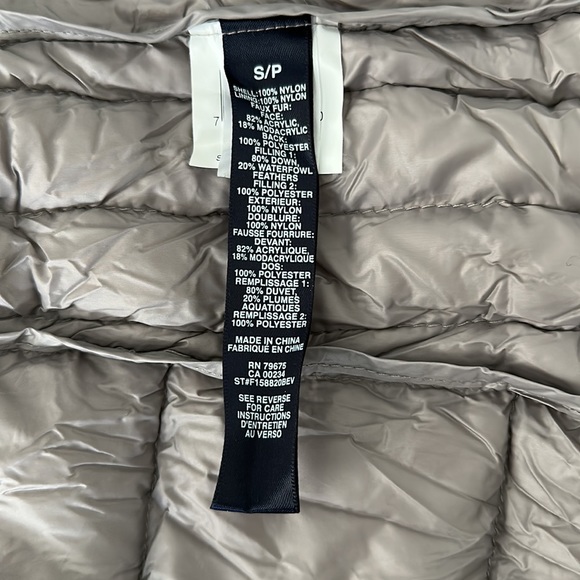 S/P
SHELL:100% NYLON
LINING:100% NYLON
FAUX FUR:
FACE:
82% ACRYLIC,
18% MODACRYLIC
BACK:
100% POLYESTER
FILLING 1:
80% DOWN,
20% WATERFOWL
FEATHERS
FILLING 2:
100% POLYESTER
EXTERIEUR:
100% NYLON
DOUBLURE:
100% NYLON
FAUSSE FOURRURE:
DEVANT:
82% ACRYLIQUE,
18% MODACRYLIQUE
DOS:
100% POLYESTER
REMPLISSAGE 1:
80% DUVET,
20% PLUMES
AQUATIQUES
REMPLISSAGE 2:
100% POLYESTER
MADE IN CHINA
FABRIQUÉ EN CHINE
RN 79675
CA 00234
ST#F158820BEV
SEE REVERSE
FOR CARE
INSTRUCTIONS
D'ENTRETIEN
AU VERSO